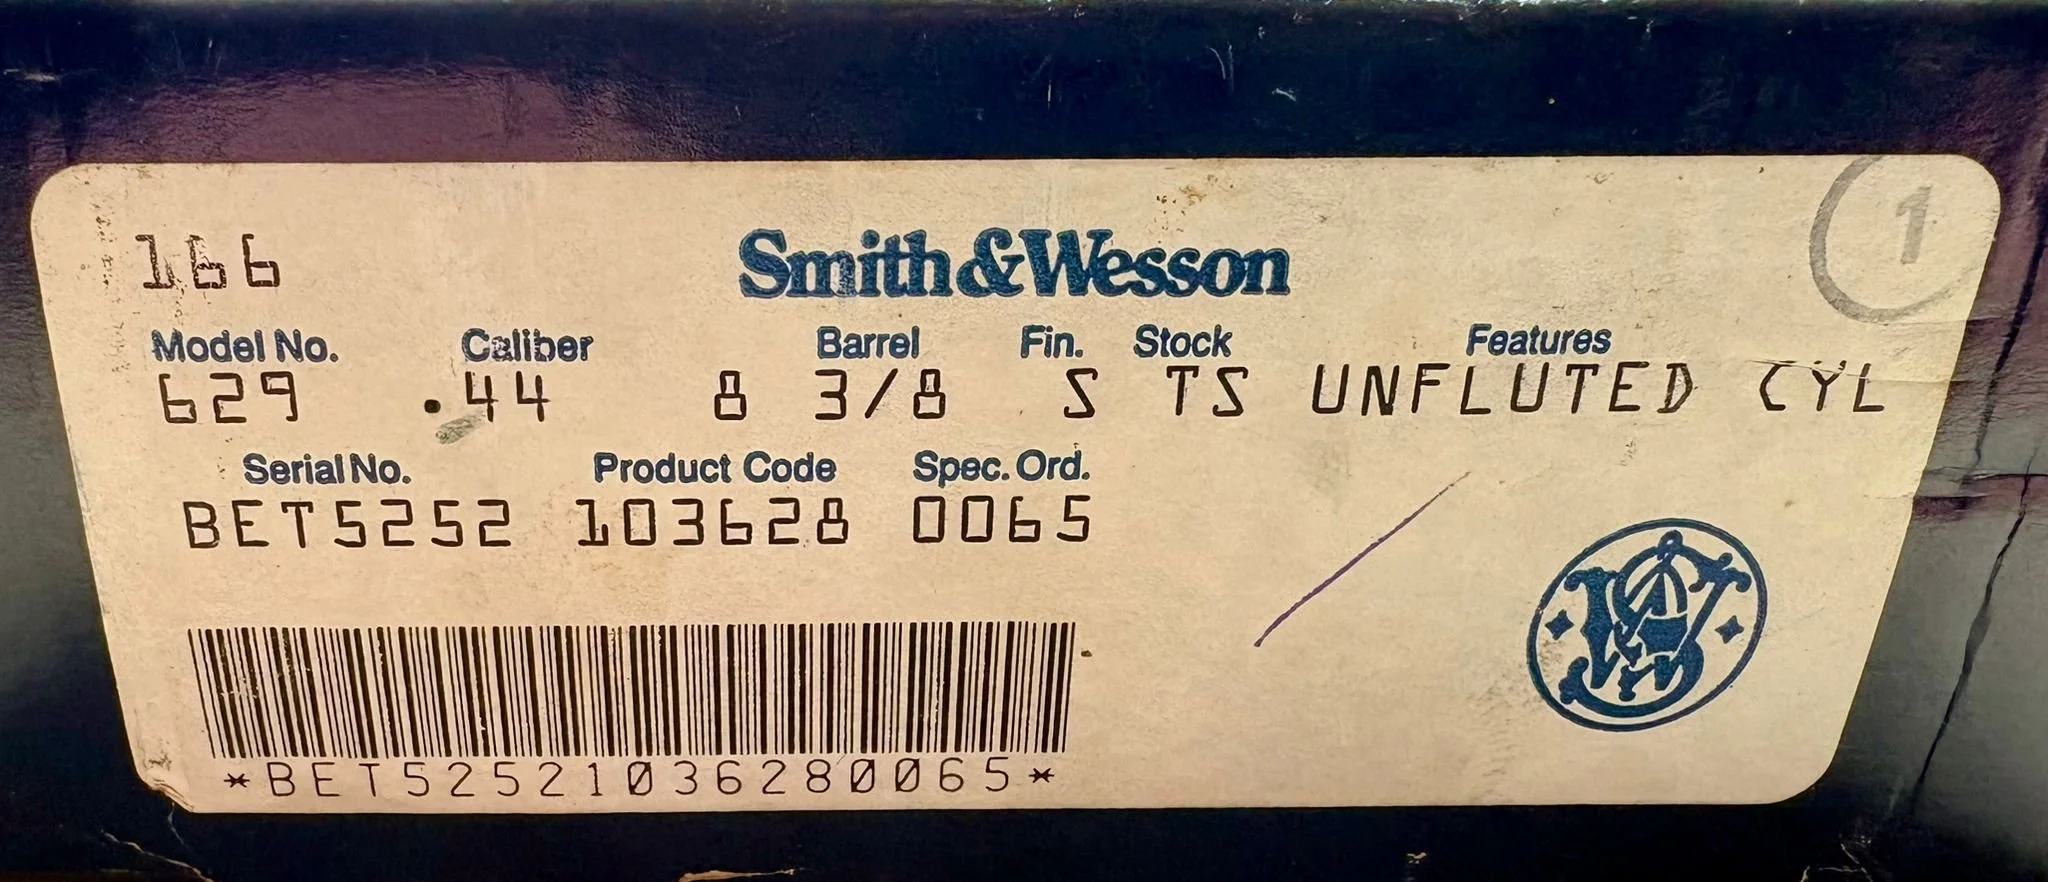 1
166
Smith & Wesson
Model No. Caliber Barrel Fin. Stock Features
629 .44 8 3/8 S TS UNFLUTED CYL
Serial No. Product Code Spec. Ord.
BET5252 103628 0065
*BET52521036280065*